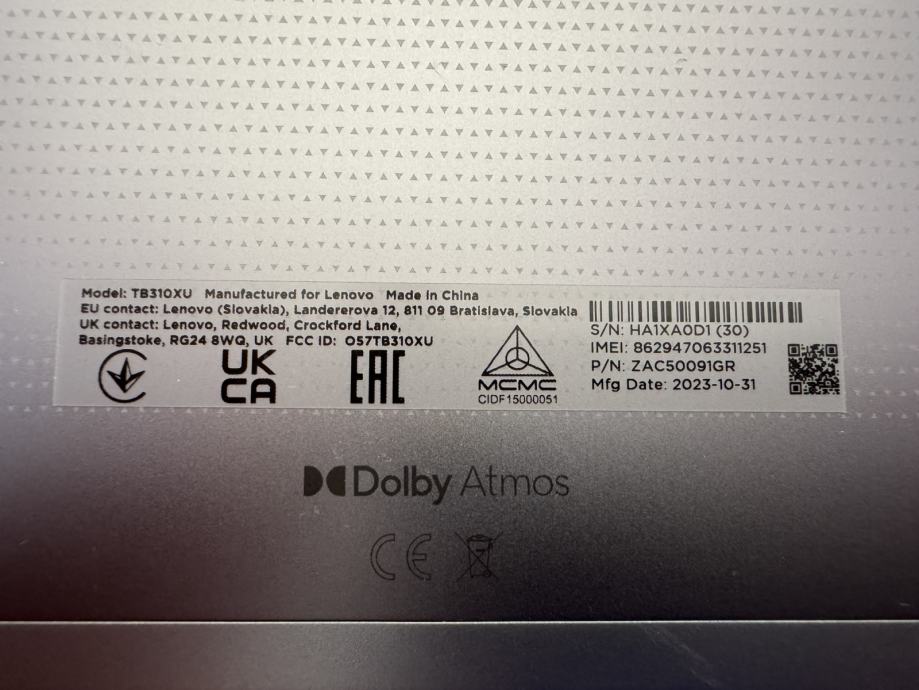 Model: TB310XU Manufactured for Lenovo Made in China
EU contact: Lenovo (Slovakia), Landererova 12, 811 09 Bratislava, Slovakia
UK contact: Lenovo, Redwood, Crockford Lane,
Basingstoke, RG24 8WQ, UK FCC ID: O57TB310XU
UK
CA
EAC
MCMC
CIDF15000051
S/N: HA1XA0D1 (30)
IMEI: 862947063311251
P/N: ZAC50091GR
Mfg Date: 2023-10-31
Dolby Atmos
CE